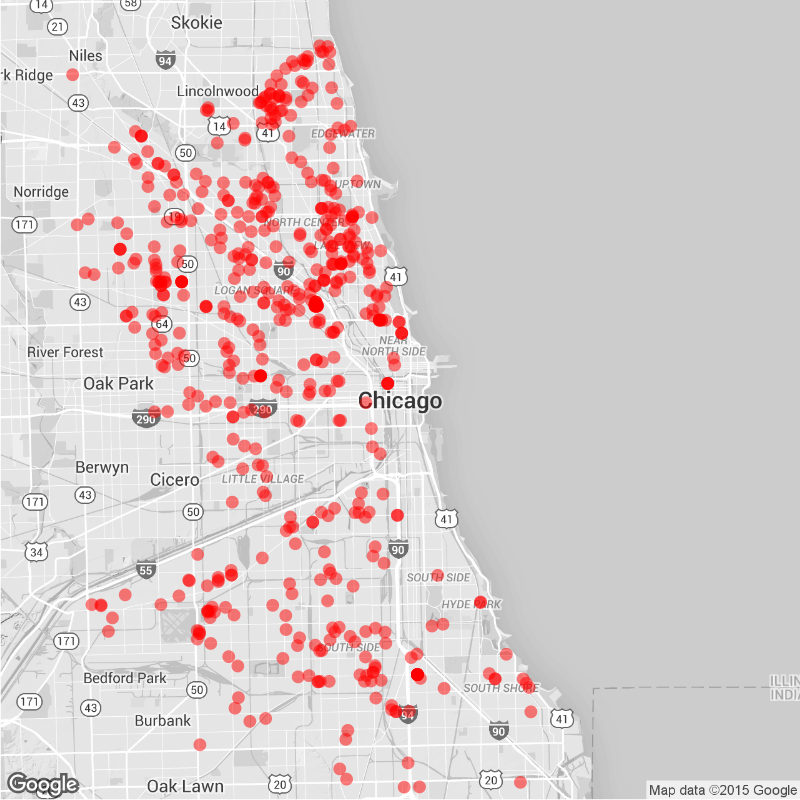 14
58
Skokie
21
Niles
94
rk Ridge
Lincolnwood
43
14
41
EDGEWATER
50
UPTOWN
Norridge
171
19
NORTH CENTER
LAKE VIEW
50
90
41
LOGAN SQUARE
43
64
NEAR
NORTH SIDE
River Forest
50
Oak Park
Chicago
290
290
Berwyn
Cicero
LITTLE VILLAGE
43
171
50
41
34
90
55
SOUTH SIDE
HYDE PARK
171
OUTH SIDE
Bedford Park
ILLIN
INDIA
50
SOUTH SHORE
171
43
94
Burbank
41
90
Google
Oak Lawn
20
20
Map data ©2015 Google